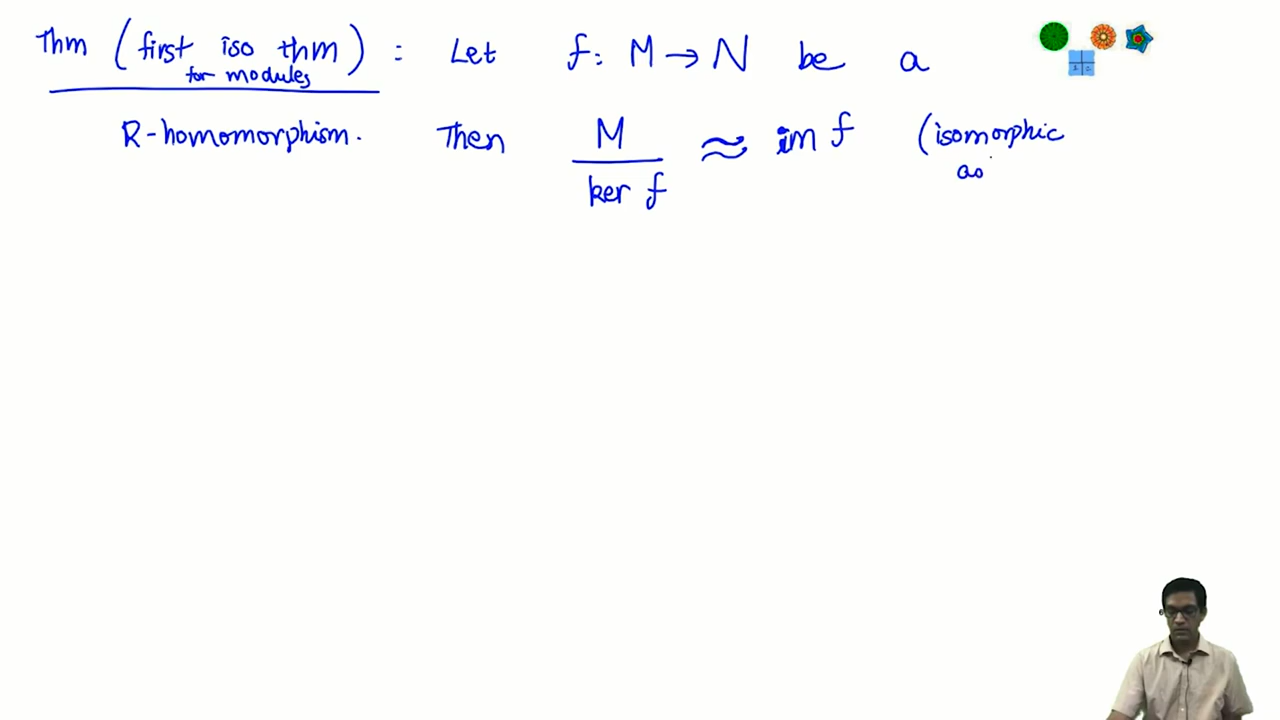 Thm (first iso thm) : Let f: M → N be a
for modules
R-homomorphism. Then M/ker f ≈ im f (isomorphic
as